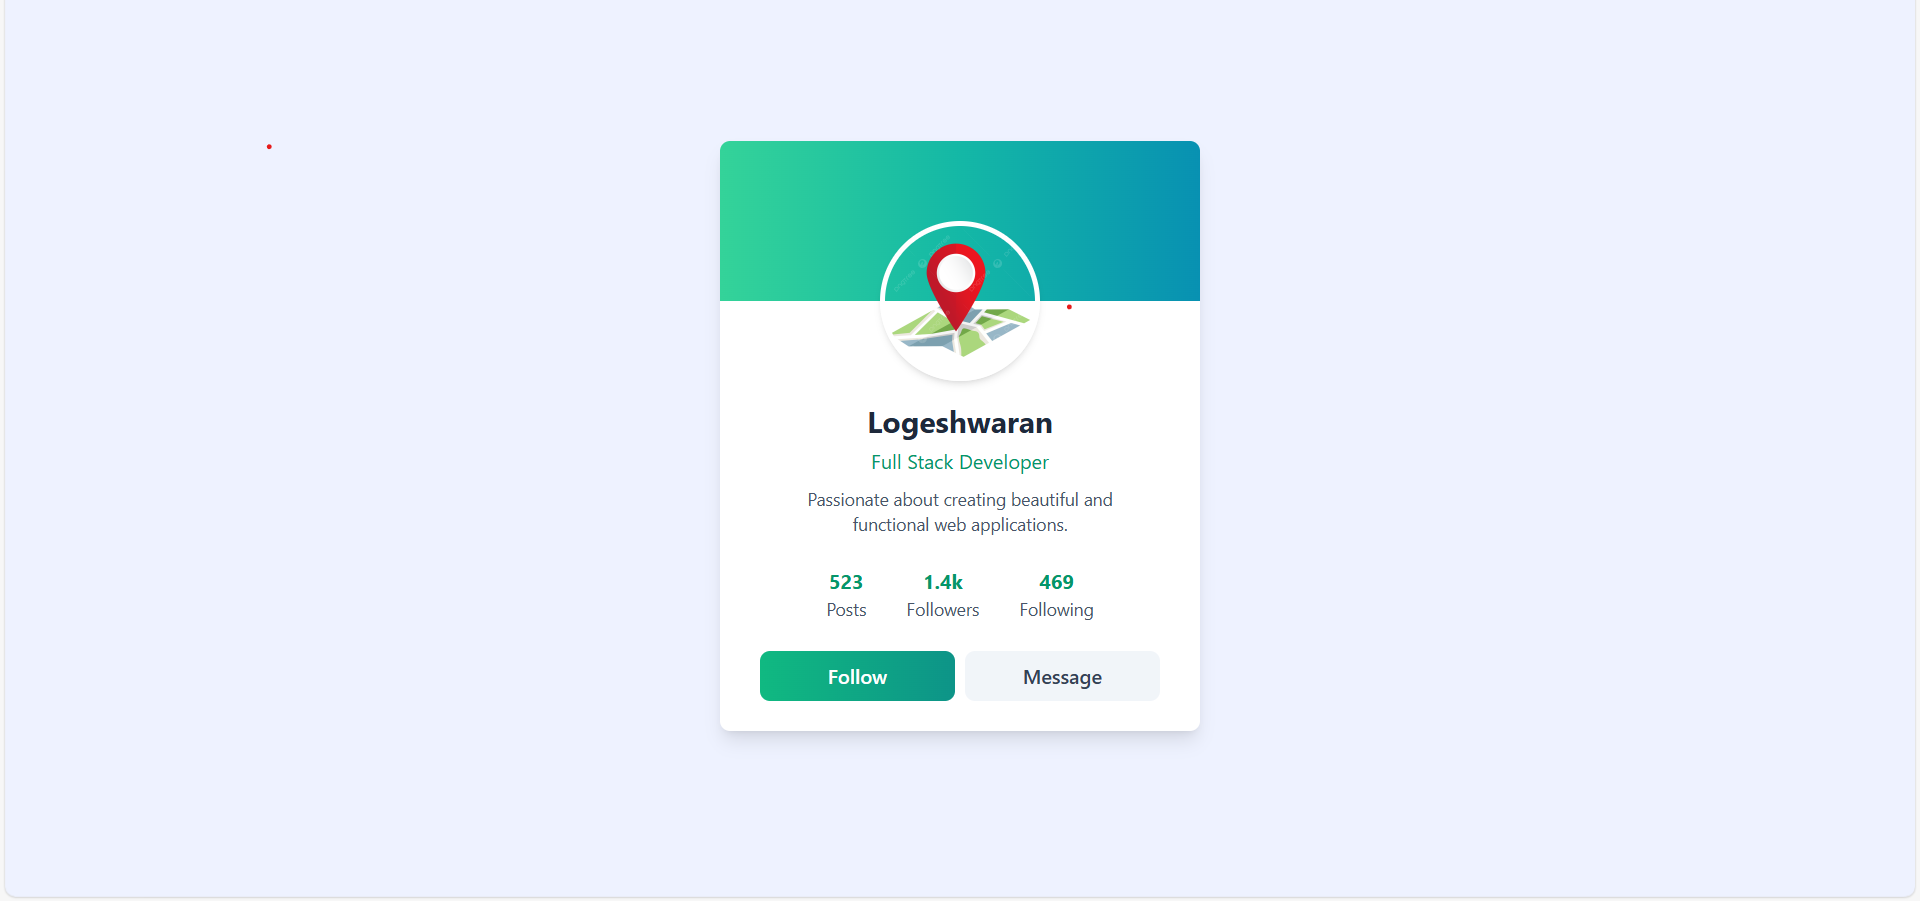 Logeshwaran
Full Stack Developer
Passionate about creating beautiful and
functional web applications.
523 1.4k 469
Posts Followers Following
Follow Message